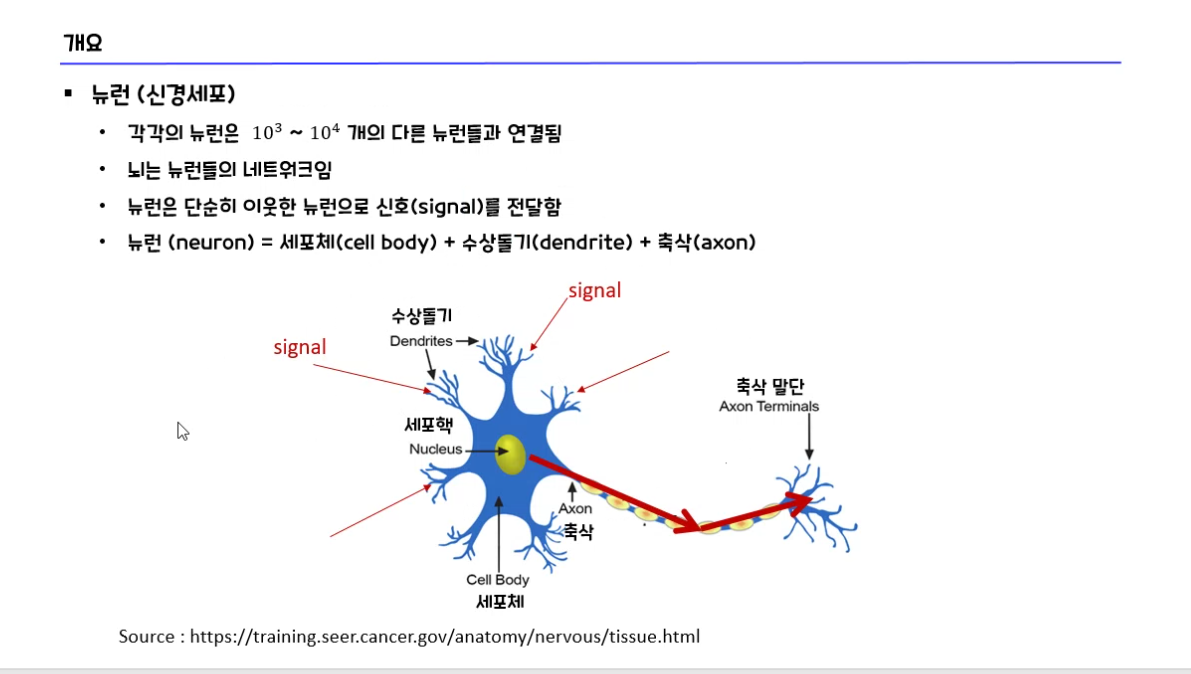 개요
▪ 뉴런 (신경세포)
• 각각의 뉴런은 10³ ~ 10⁴ 개의 다른 뉴런들과 연결됨
• 뇌는 뉴런들의 네트워크임
• 뉴런은 단순히 이웃한 뉴런으로 신호(signal)를 전달함
• 뉴런 (neuron) = 세포체(cell body) + 수상돌기(dendrite) + 축삭(axon)
signal
수상돌기
Dendrites
signal
축삭 말단
Axon Terminals
세포핵
Nucleus
Axon
축삭
Cell Body
세포체
Source : https://training.seer.cancer.gov/anatomy/nervous/tissue.html